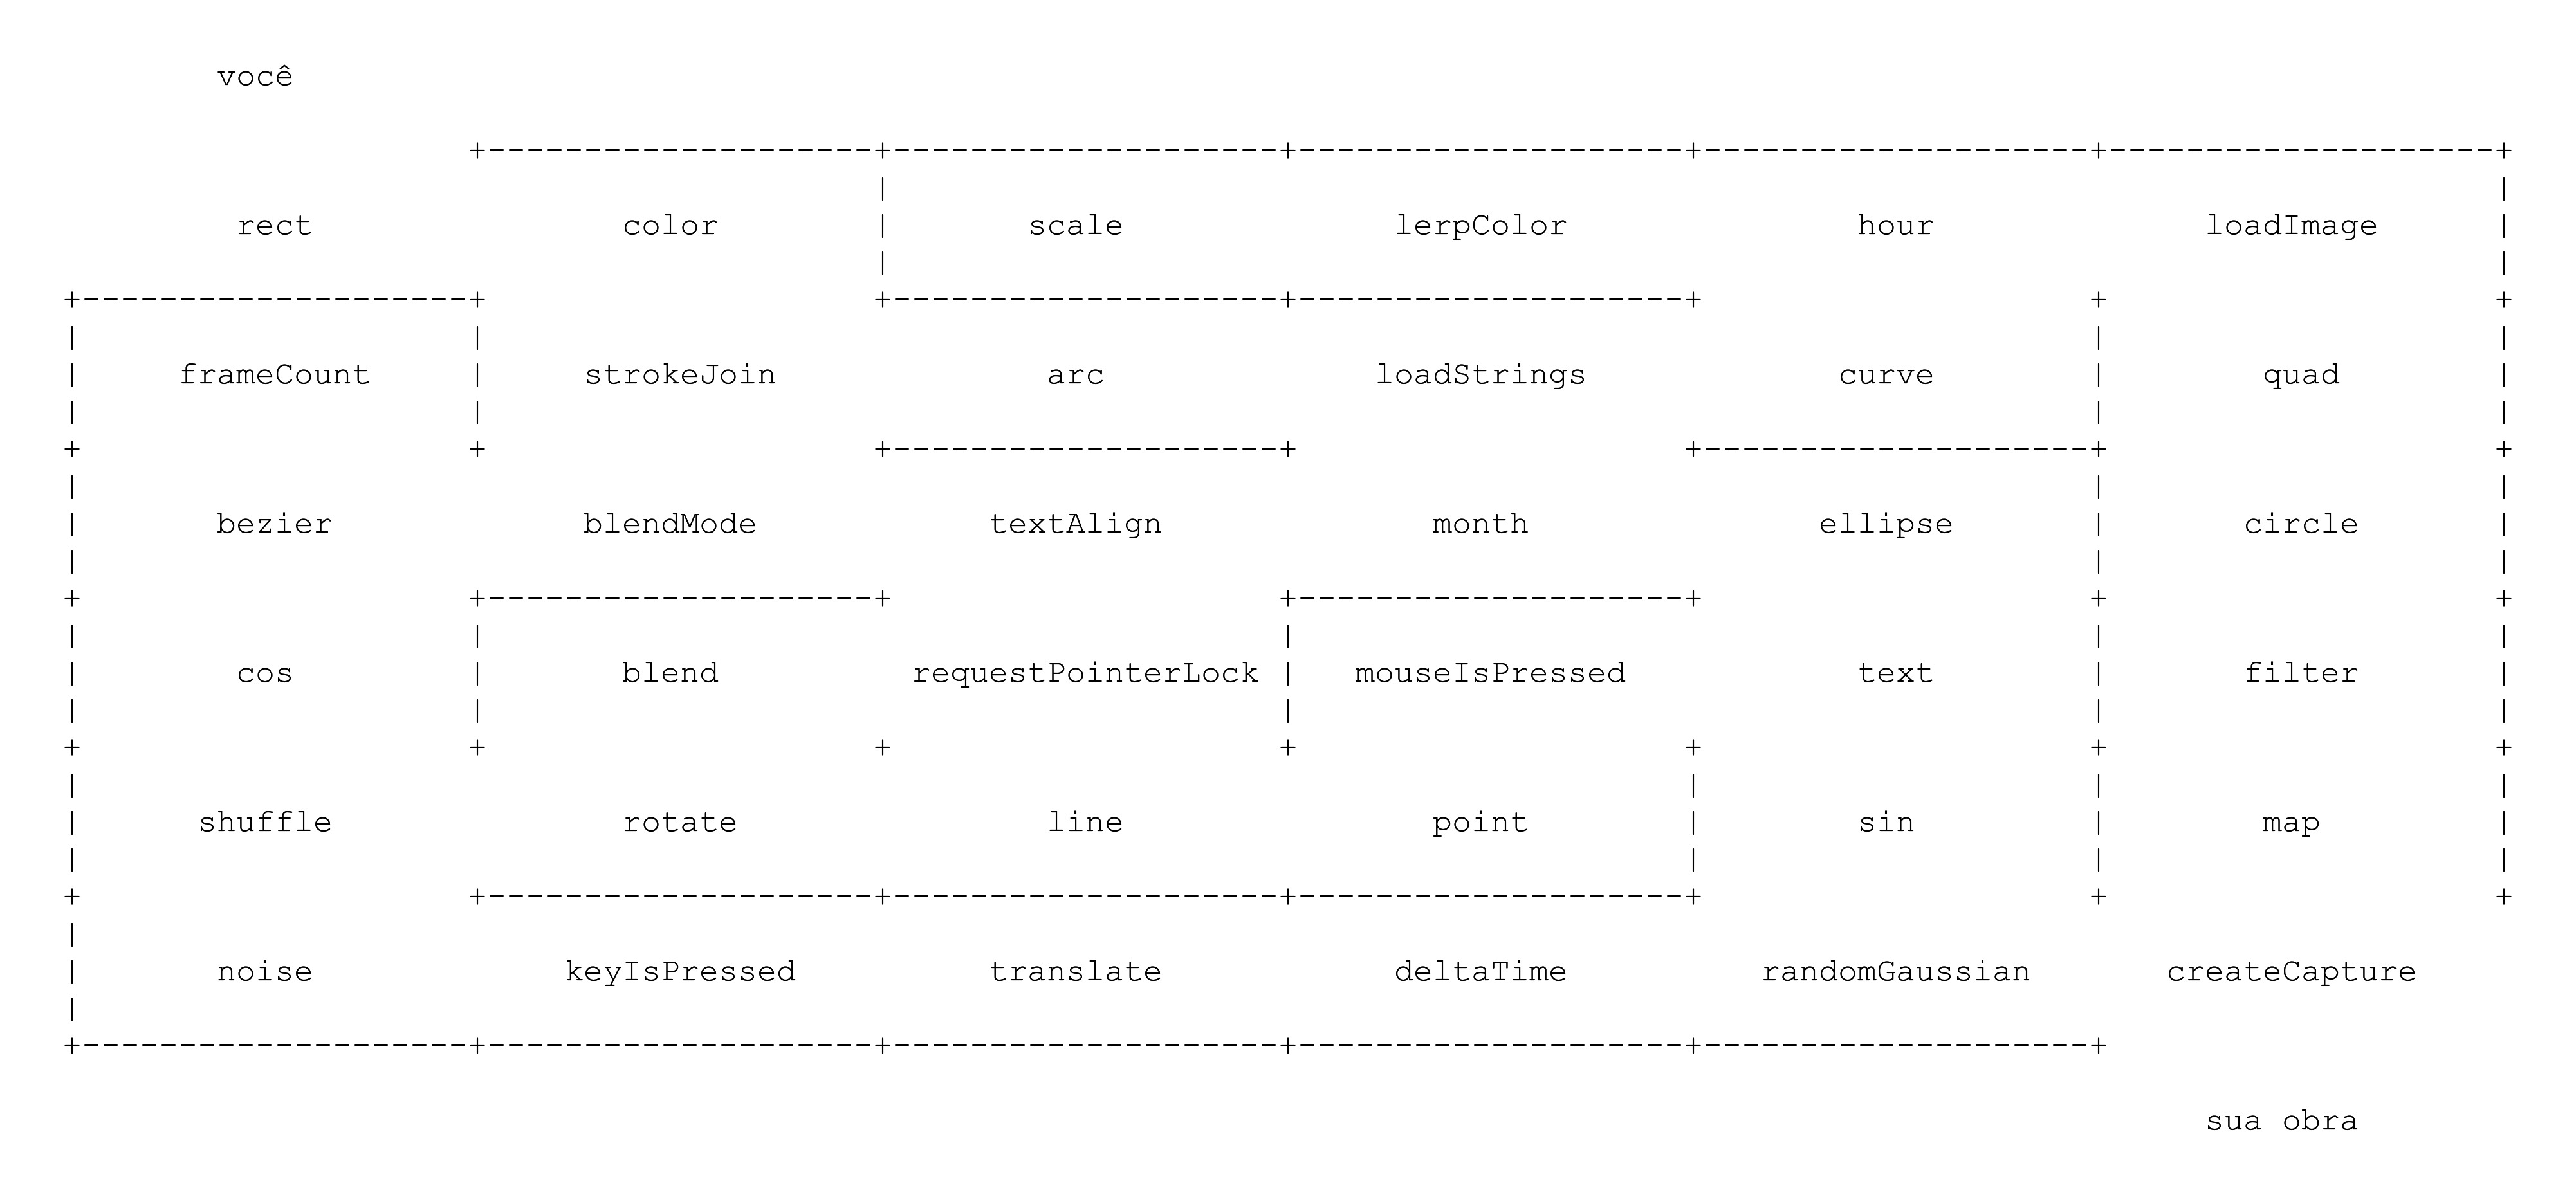 você
rect color scale lerpColor hour loadImage
frameCount strokeJoin arc loadStrings curve quad
bezier blendMode textAlign month ellipse circle
cos blend requestPointerLock mouseIsPressed text filter
shuffle rotate line point sin map
noise keyIsPressed translate deltaTime randomGaussian createCapture
sua obra